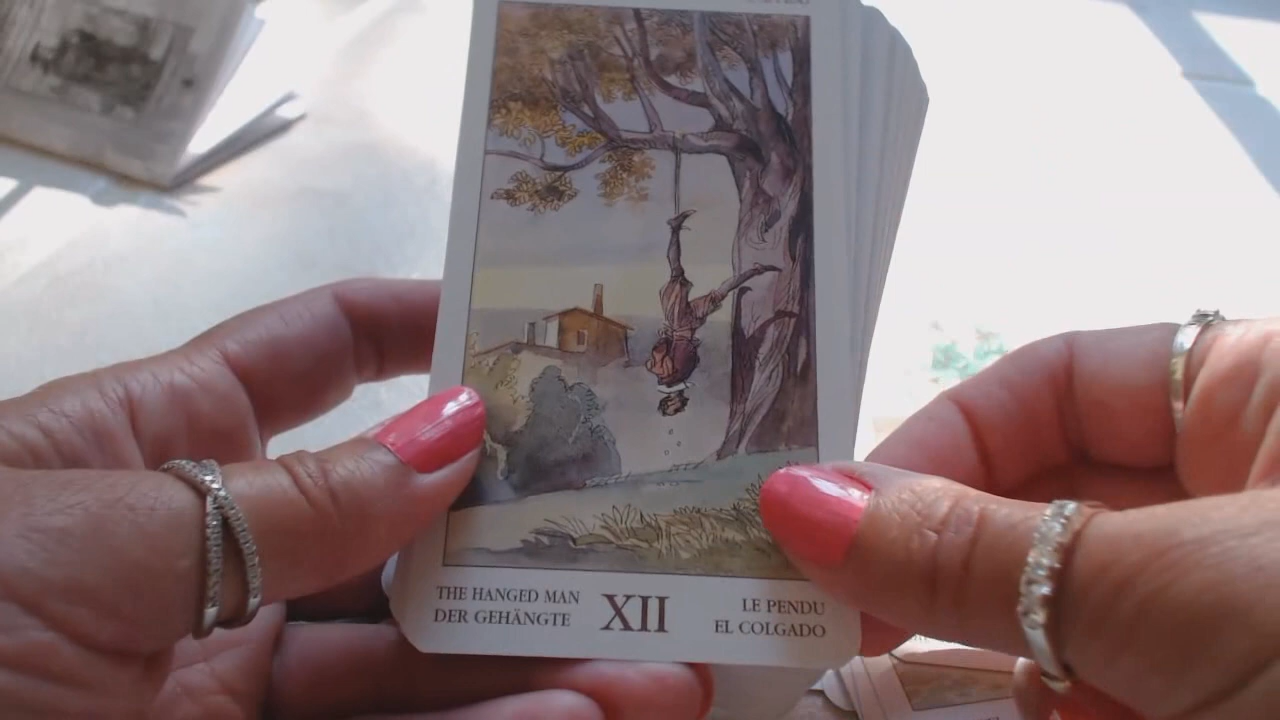 THE HANGED MAN
DER GEHÄNGTE
XII
LE PENDU
EL COLGADO